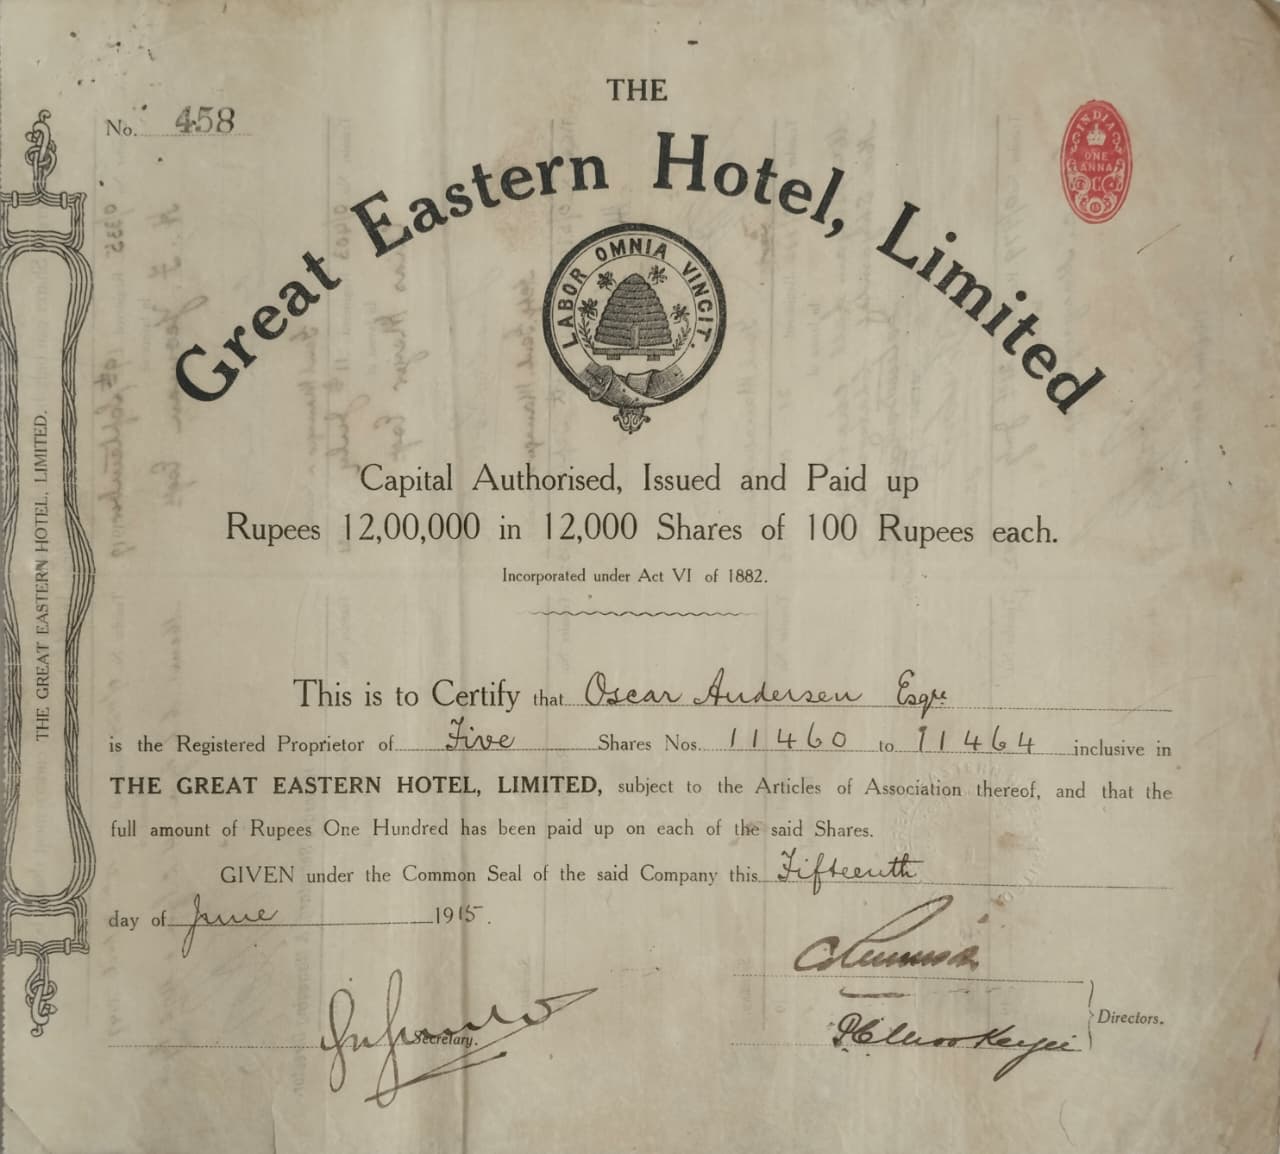 THE
No. 458
Great Eastern Hotel, Limited
INDIA
ONE
ANNA
LABOR OMNIA VINCIT.
Capital Authorised, Issued and Paid up
Rupees 12,00,000 in 12,000 Shares of 100 Rupees each.
Incorporated under Act VI of 1882.
THE GREAT EASTERN HOTEL, LIMITED.
This is to Certify that Oscar Andersen Esqre
is the Registered Proprietor of Five Shares Nos. 11460 to 11464 inclusive in
THE GREAT EASTERN HOTEL, LIMITED, subject to the Articles of Association thereof, and that the
full amount of Rupees One Hundred has been paid up on each of the said Shares.
GIVEN under the Common Seal of the said Company this Fifteenth
day of June 1915.
Secretary.
P C Mookerjee
Directors.